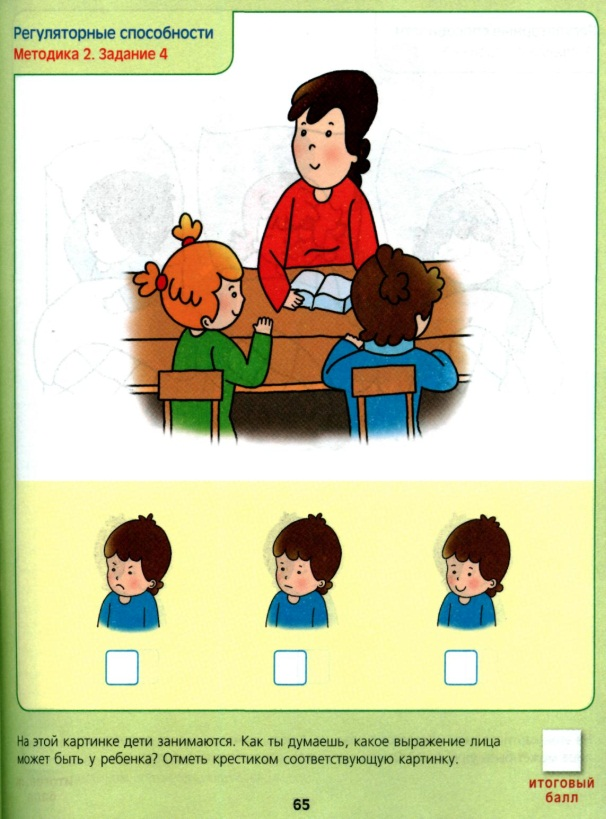 Регуляторные способности
Методика 2. Задание 4
На этой картинке дети занимаются. Как ты думаешь, какое выражение лица
может быть у ребенка? Отметь крестиком соответствующую картинку.
итоговый
балл
65